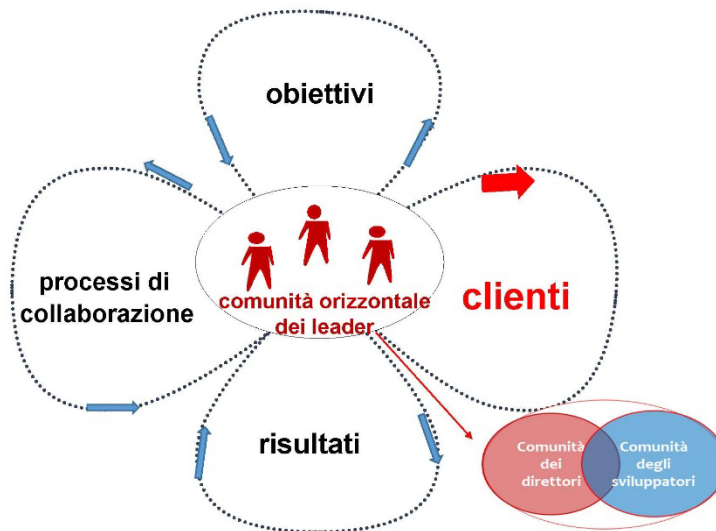 obiettivi
processi di
collaborazione
comunità orizzontale
dei leader
clienti
risultati
Comunità
dei
direttori
Comunità
degli
sviluppatori